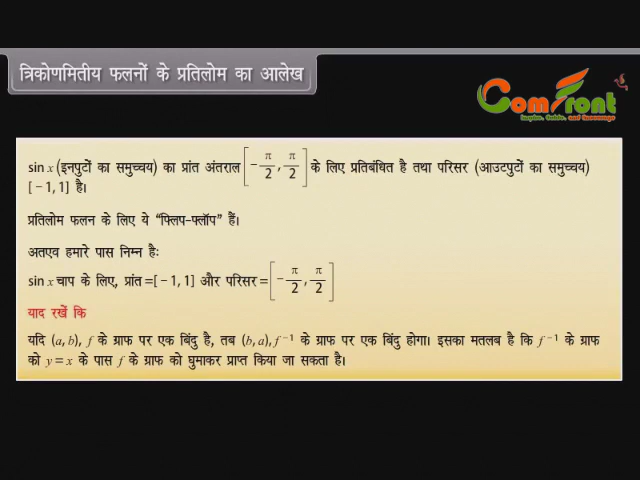 त्रिकोणमितीय फलनों के प्रतिलोम का आलेख
ComFront
sin x (इनपुटों का समुच्चय) का प्रांत अंतराल [−π/2, π/2] के लिए प्रतिबंधित है तथा परिसर (आउटपुटों का समुच्चय)
[−1, 1] है।
प्रतिलोम फलन के लिए ये “फ्लिप-फ्लॉप” हैं।
अतएव हमारे पास निम्न हैः
sin x चाप के लिए, प्रांत=[−1, 1] और परिसर=[−π/2, π/2]
याद रखें कि
यदि (a, b), f के ग्राफ पर एक बिंदु है, तब (b, a), f⁻¹ के ग्राफ पर एक बिंदु होगा। इसका मतलब है कि f⁻¹ के ग्राफ
को y = x के पास f के ग्राफ को घुमाकर प्राप्त किया जा सकता है।